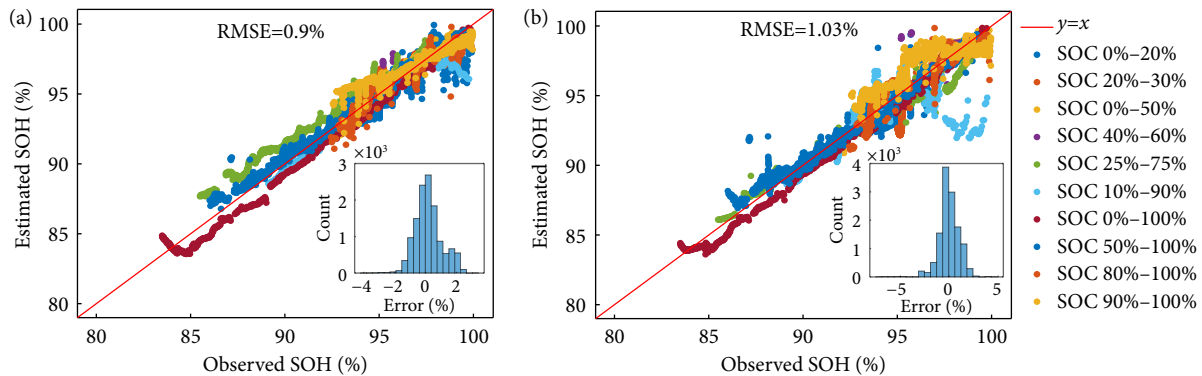 (a)
RMSE=0.9%
100
95
90
85
80
Estimated SOH (%)
80 85 90 95 100
Observed SOH (%)
×10³
3
2
1
0
Count
−4 −2 0 2
Error (%)
(b)
RMSE=1.03%
100
95
90
85
80
Estimated SOH (%)
80 85 90 95 100
Observed SOH (%)
×10³
4
3
2
1
0
Count
−5 0 5
Error (%)
y=x
SOC 0%–20%
SOC 20%–30%
SOC 0%–50%
SOC 40%–60%
SOC 25%–75%
SOC 10%–90%
SOC 0%–100%
SOC 50%–100%
SOC 80%–100%
SOC 90%–100%